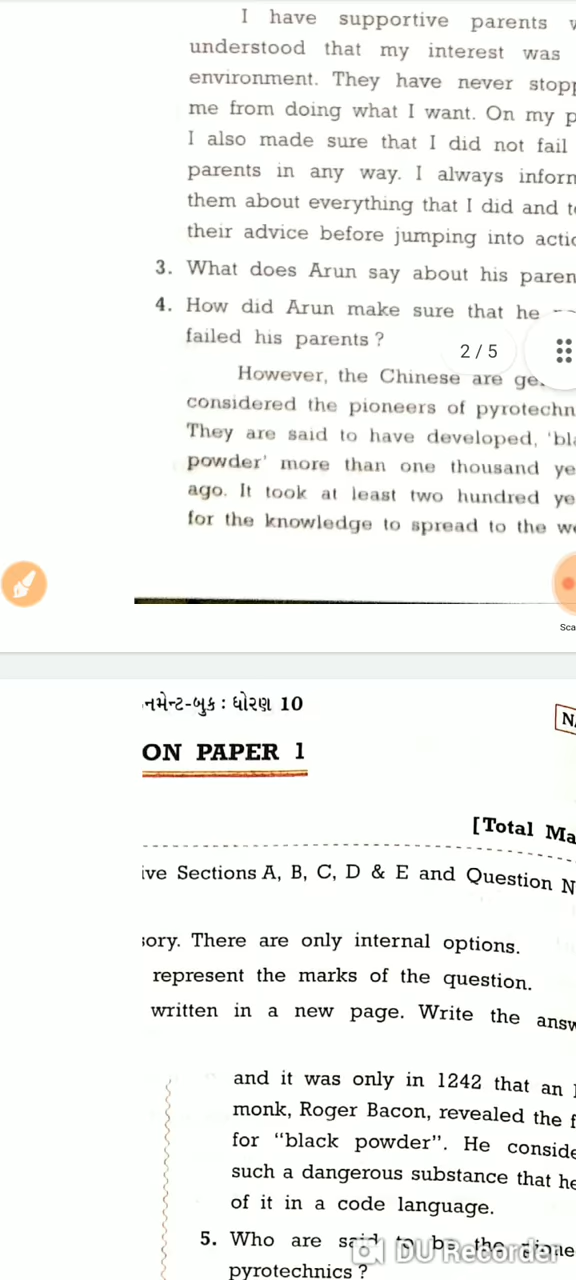 I have supportive parents
understood that my interest was
environment. They have never
me from doing what I want. On my
I also made sure that I did not fail
parents in any way. I always
them about everything that I did and
their advice before jumping into
3. What does Arun say about his
4. How did Arun make sure that he
failed his parents ?
2 / 5
However, the Chinese are
considered the pioneers of
They are said to have developed,
powder' more than one thousand
ago. It took at least two hundred
for the knowledge to spread to the
નમેન્ટ-બુક : ધોરણ 10
ON PAPER 1
[Total
ive Sections A, B, C, D & E and Question
sory. There are only internal options.
represent the marks of the question.
written in a new page. Write the
and it was only in 1242 that an
monk, Roger Bacon, revealed the
for "black powder". He
such a dangerous substance that he
of it in a code language.
5. Who are said to be the
pyrotechnics ?
DU Recorder